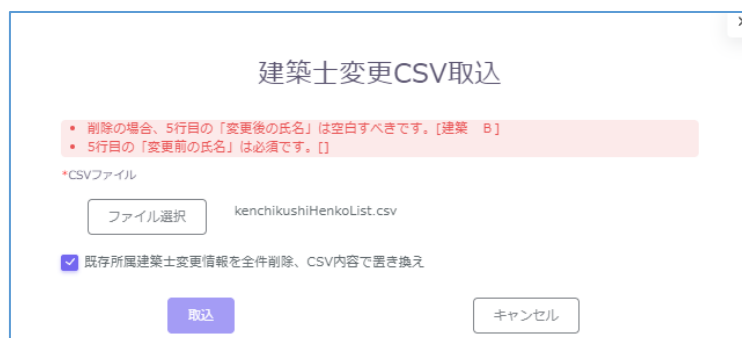 建築士変更CSV取込
• 削除の場合、5行目の「変更後の氏名」は空白すべきです。[建築　B]
• 5行目の「変更前の氏名」は必須です。[]
*CSVファイル
ファイル選択 kenchikushiHenkoList.csv
既存所属建築士変更情報を全件削除、CSV内容で置き換え
取込 キャンセル